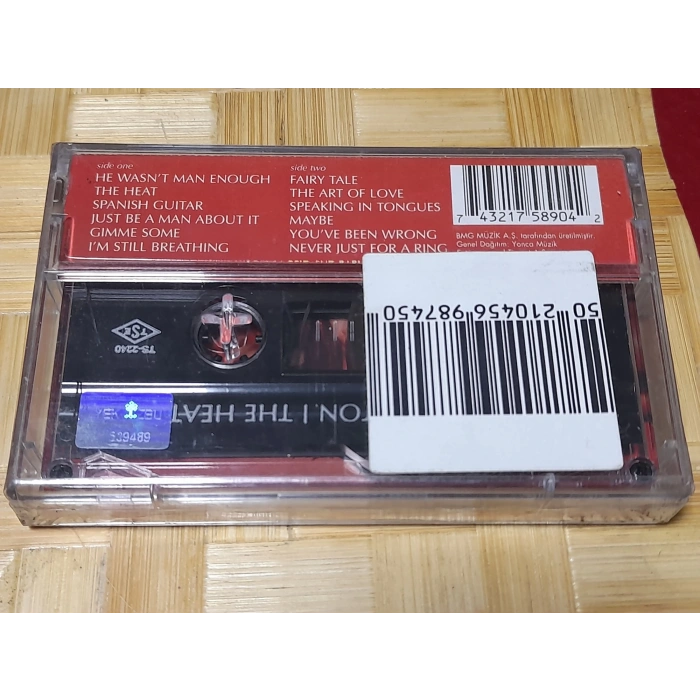 side one
HE WASN'T MAN ENOUGH
THE HEAT
SPANISH GUITAR
JUST BE A MAN ABOUT IT
GIMME SOME
I'M STILL BREATHING
side two
FAIRY TALE
THE ART OF LOVE
SPEAKING IN TONGUES
MAYBE
YOU'VE BEEN WRONG
NEVER JUST FOR A RING
7 43217 58904 2
BMG MÜZİK A.Ş. tarafından üretilmiştir.
Genel Dağıtım: Yonca Müzik
50 210456 987450
TSE
TS-2240
TON | THE HEAT
539489